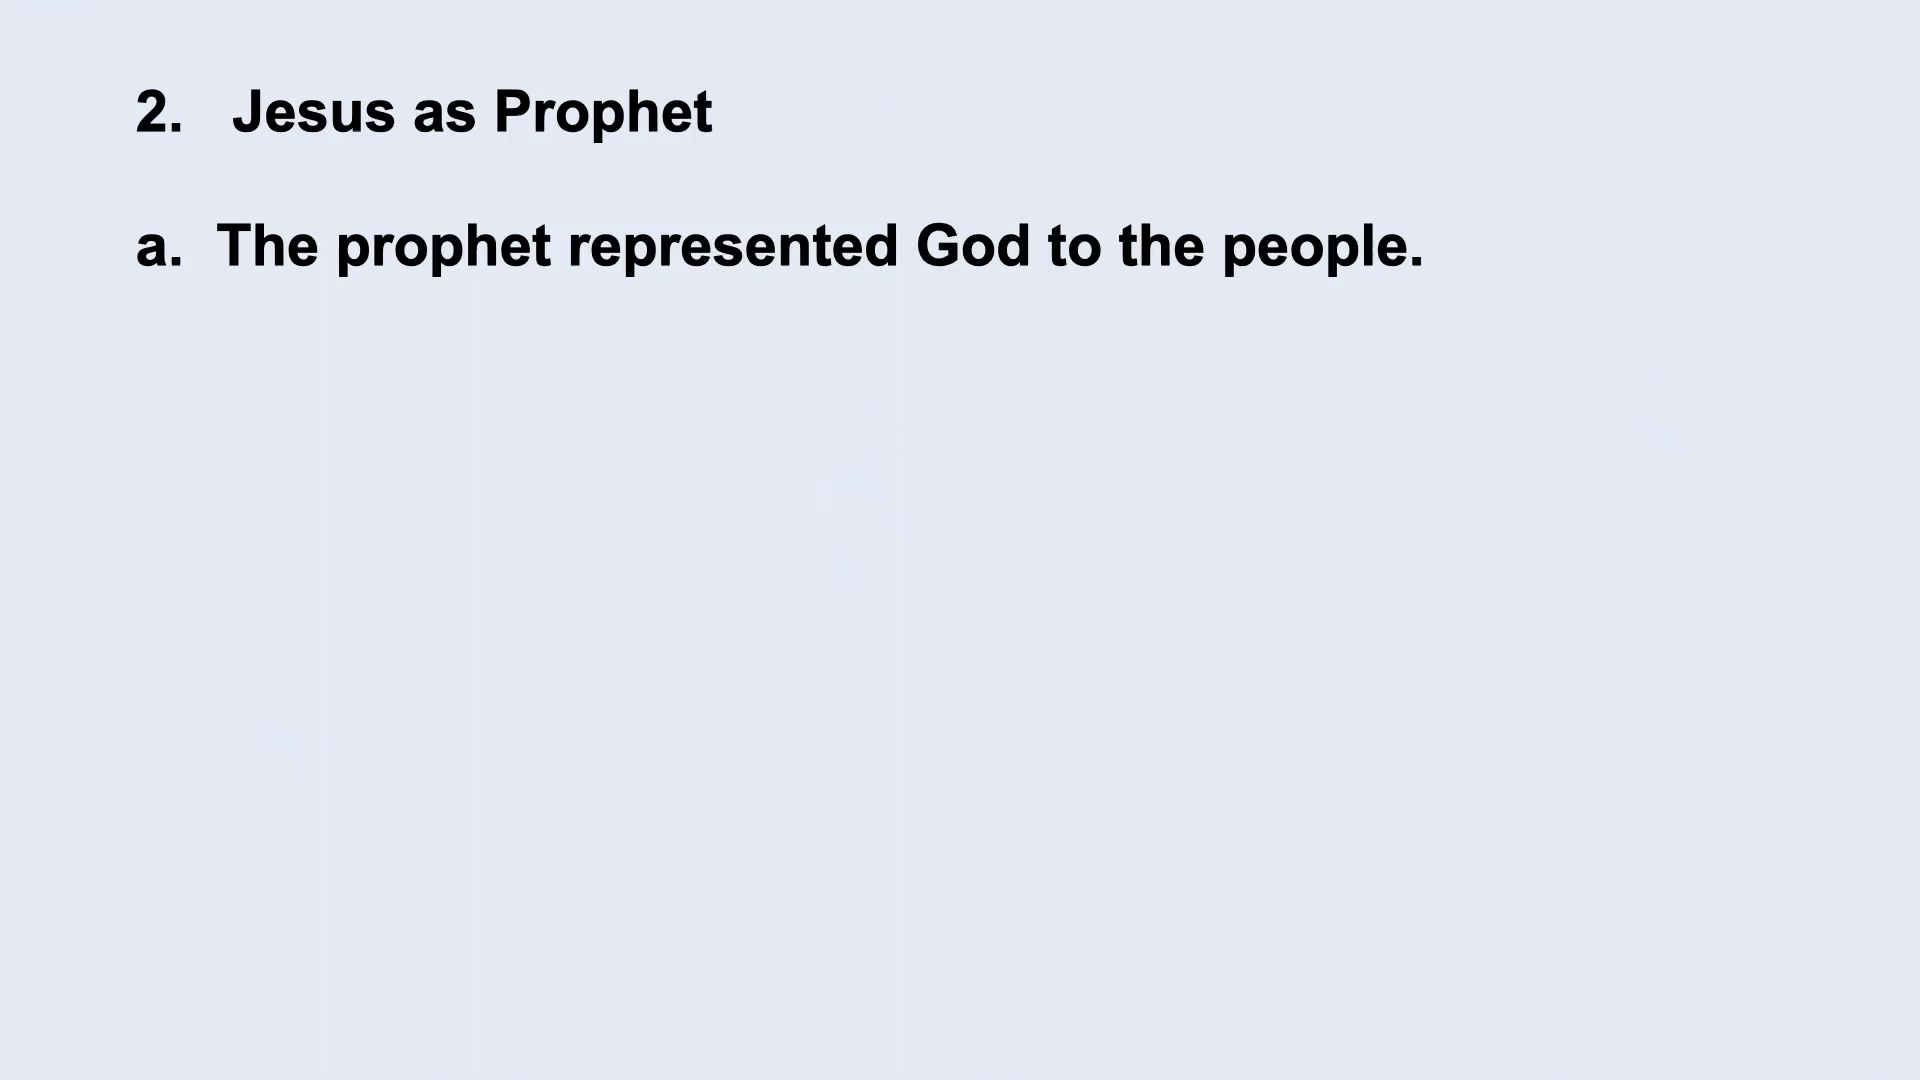 2. Jesus as Prophet
a. The prophet represented God to the people.